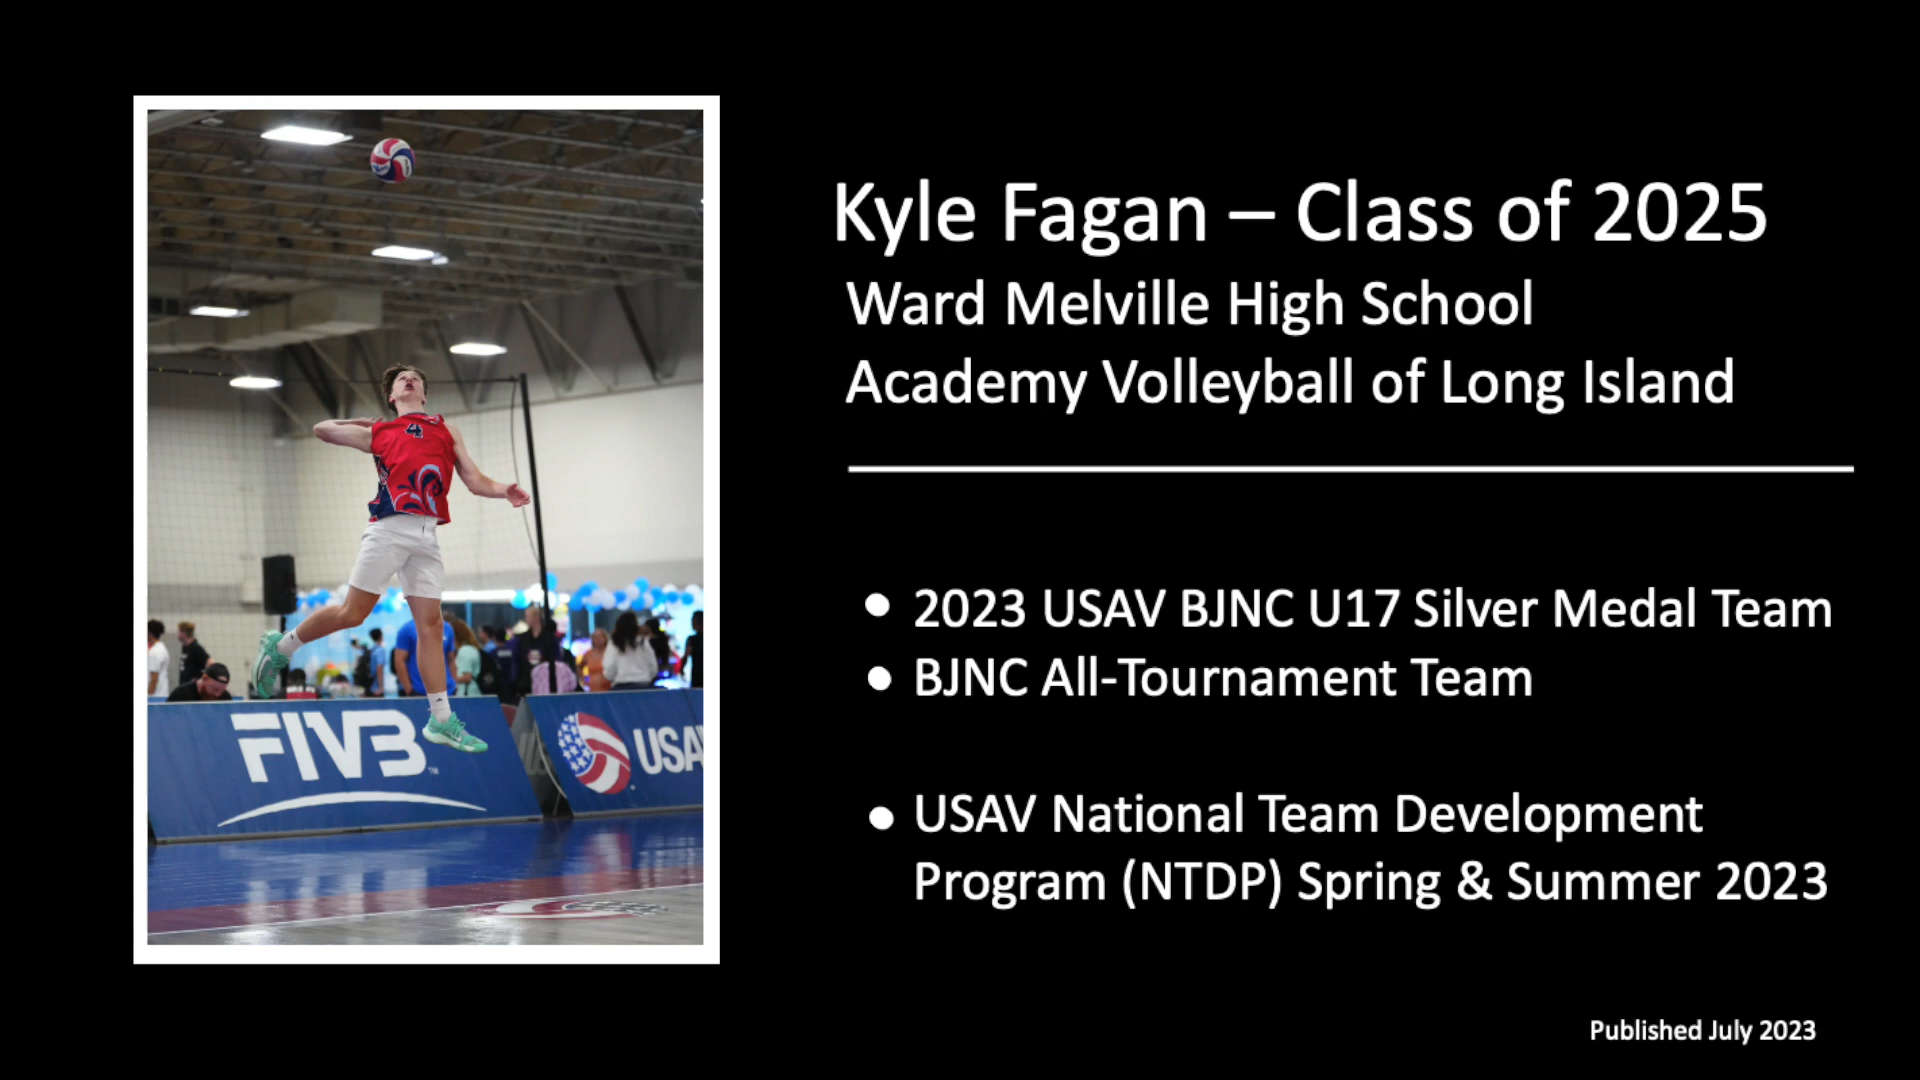 Kyle Fagan – Class of 2025
Ward Melville High School
Academy Volleyball of Long Island
• 2023 USAV BJNC U17 Silver Medal Team
• BJNC All-Tournament Team
• USAV National Team Development
Program (NTDP) Spring & Summer 2023
Published July 2023
4
FIVB™
USA